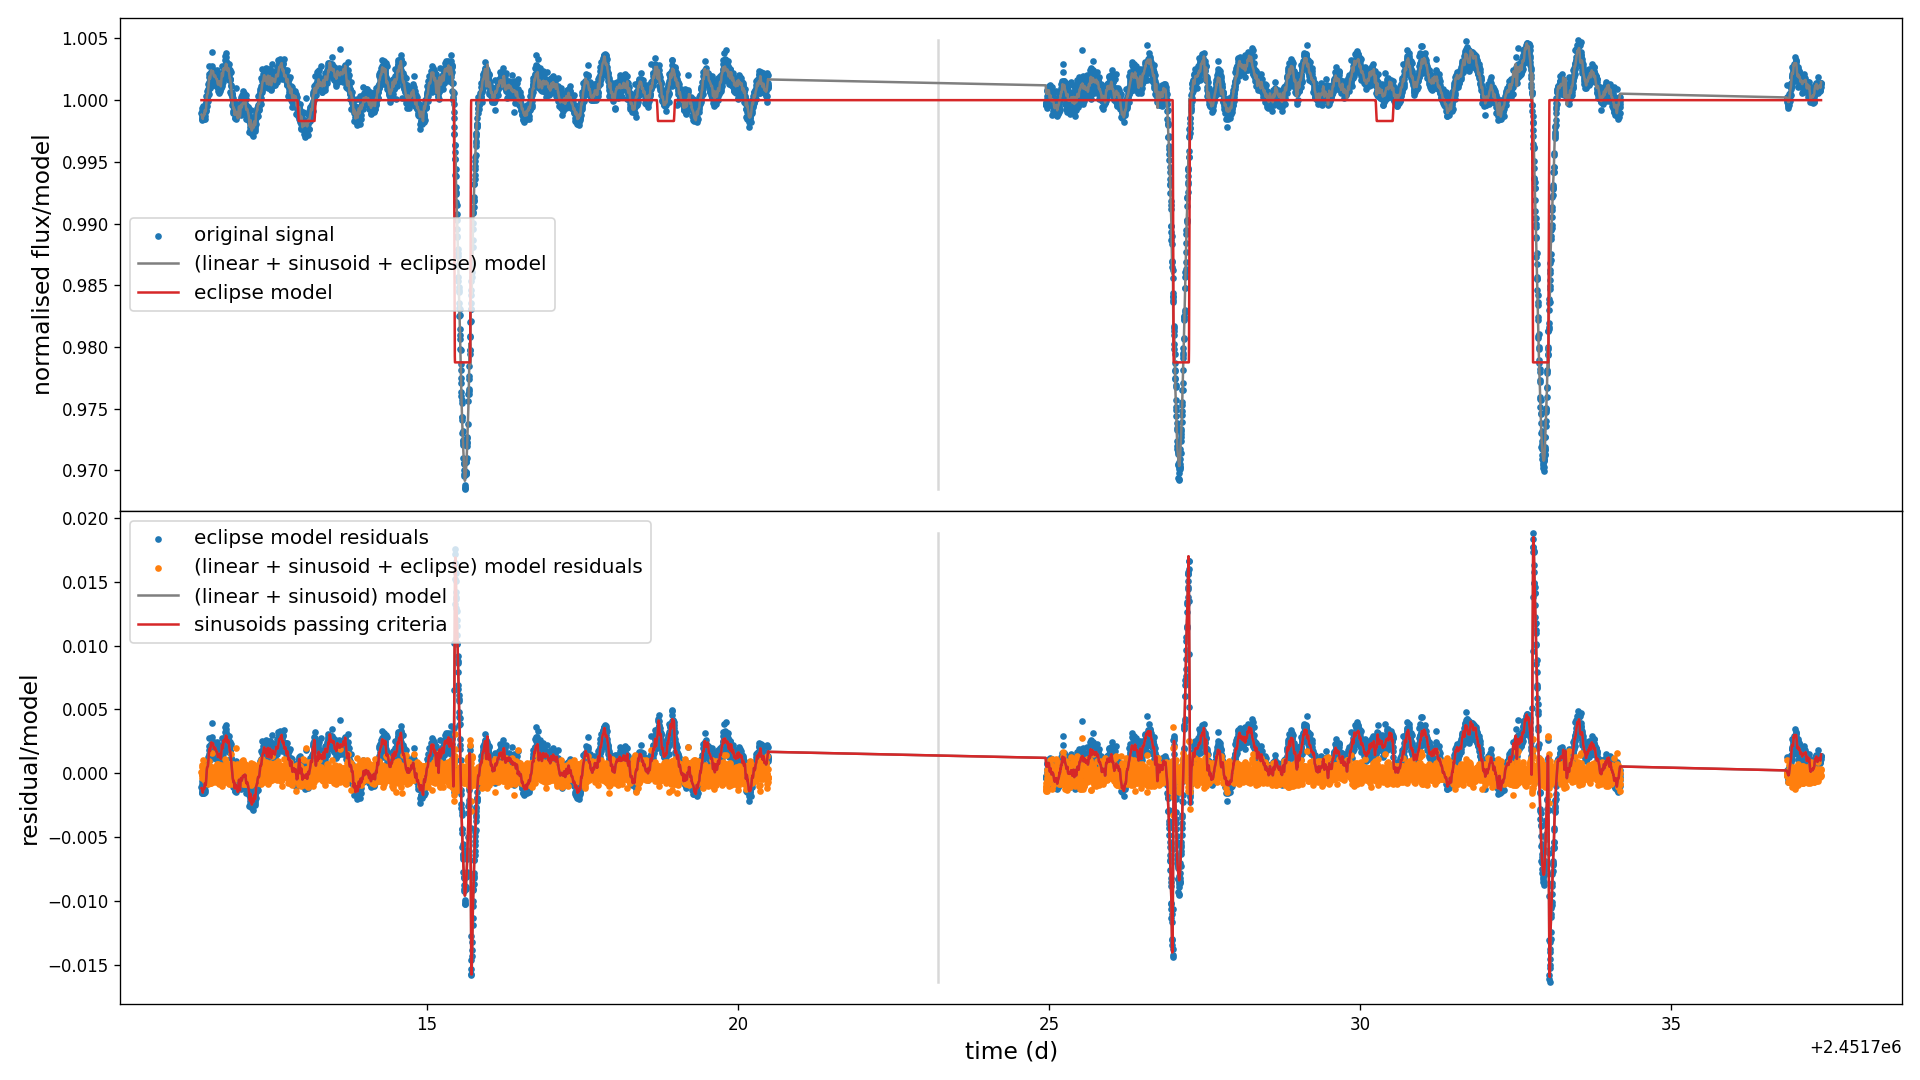 1.005
1.000
0.995
0.990
0.985
0.980
0.975
0.970
normalised flux/model
original signal
(linear + sinusoid + eclipse) model
eclipse model
0.020
0.015
0.010
0.005
0.000
−0.005
−0.010
−0.015
residual/model
eclipse model residuals
(linear + sinusoid + eclipse) model residuals
(linear + sinusoid) model
sinusoids passing criteria
15 20 25 30 35
time (d)
+2.4517e6